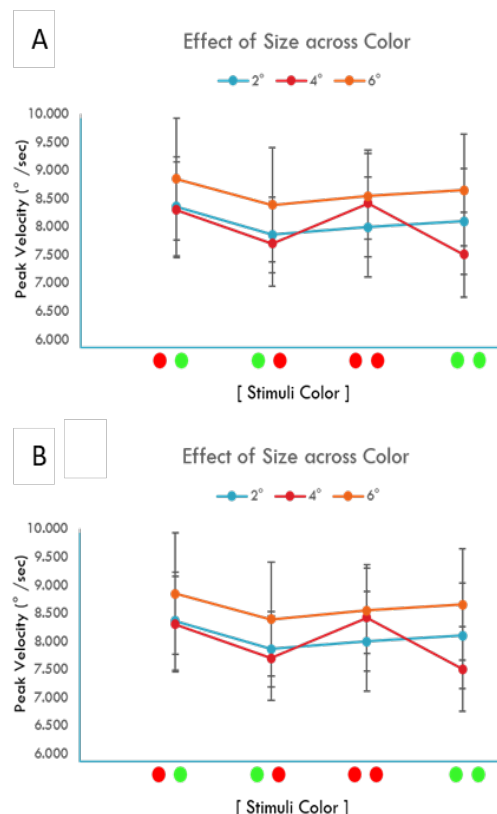 A
Effect of Size across Color
2° 4° 6°
10.000
9.500
9.000
8.500
8.000
7.500
7.000
6.500
6.000
Peak Velocity (° /sec)
[ Stimuli Color ]
B
Effect of Size across Color
2° 4° 6°
10.000
9.500
9.000
8.500
8.000
7.500
7.000
6.500
6.000
Peak Velocity (° /sec)
[ Stimuli Color ]